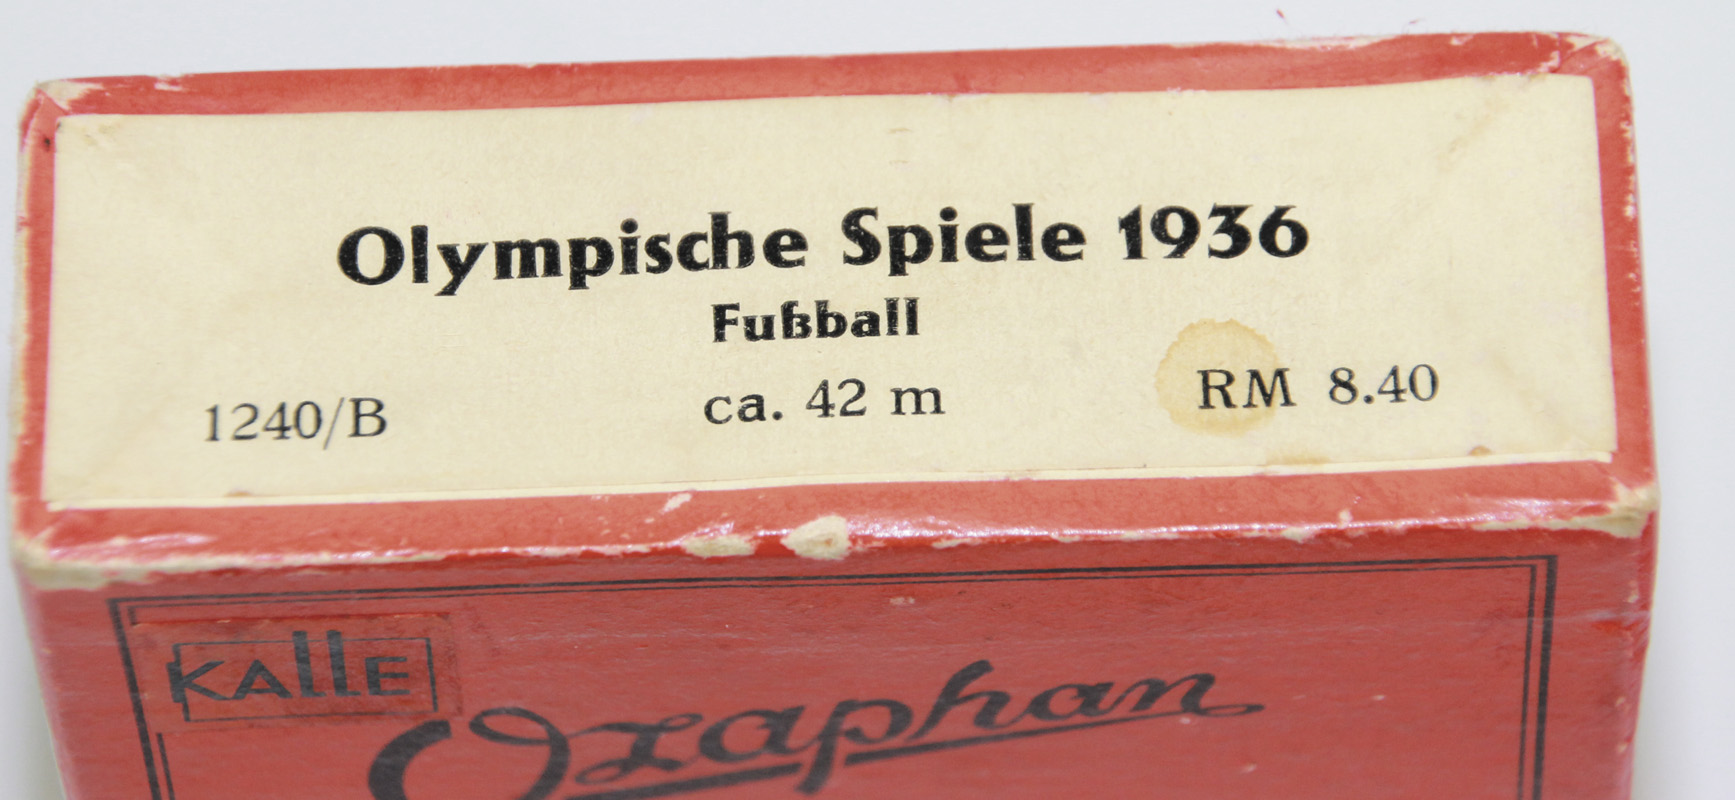 Olympische Spiele 1936
Fußball
1240/B ca. 42 m RM 8.40
KALLE
Ozaphan